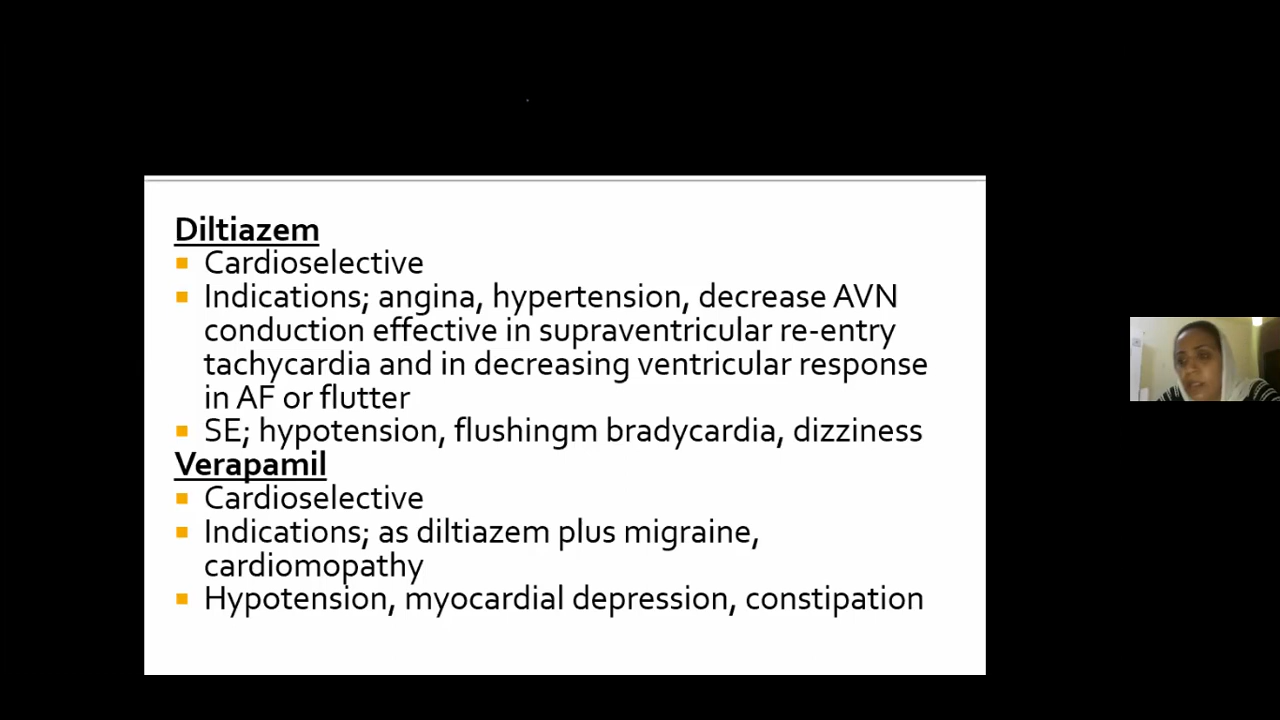 Diltiazem
Cardioselective
Indications; angina, hypertension, decrease AVN
conduction effective in supraventricular re-entry
tachycardia and in decreasing ventricular response
in AF or flutter
SE; hypotension, flushingm bradycardia, dizziness
Verapamil
Cardioselective
Indications; as diltiazem plus migraine,
cardiomopathy
Hypotension, myocardial depression, constipation